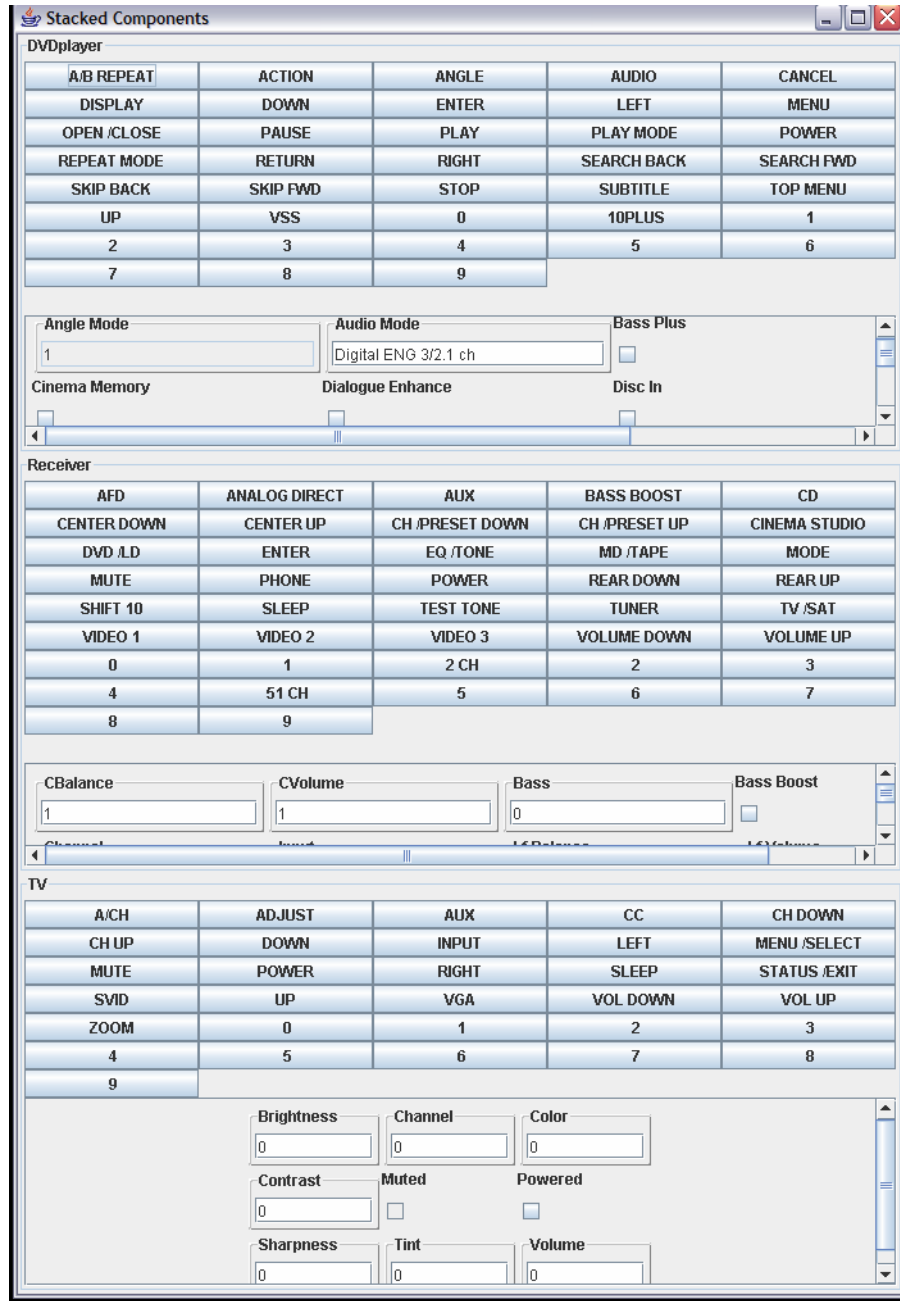 Stacked Components
DVDplayer
A/B REPEAT ACTION ANGLE AUDIO CANCEL
DISPLAY DOWN ENTER LEFT MENU
OPEN /CLOSE PAUSE PLAY PLAY MODE POWER
REPEAT MODE RETURN RIGHT SEARCH BACK SEARCH FWD
SKIP BACK SKIP FWD STOP SUBTITLE TOP MENU
UP VSS 0 10PLUS 1
2 3 4 5 6
7 8 9
Angle Mode Audio Mode Bass Plus
1 Digital ENG 3/2.1 ch
Cinema Memory Dialogue Enhance Disc In
Receiver
AFD ANALOG DIRECT AUX BASS BOOST CD
CENTER DOWN CENTER UP CH /PRESET DOWN CH /PRESET UP CINEMA STUDIO
DVD /LD ENTER EQ /TONE MD /TAPE MODE
MUTE PHONE POWER REAR DOWN REAR UP
SHIFT 10 SLEEP TEST TONE TUNER TV /SAT
VIDEO 1 VIDEO 2 VIDEO 3 VOLUME DOWN VOLUME UP
0 1 2 CH 2 3
4 51 CH 5 6 7
8 9
CBalance CVolume Bass Bass Boost
1 1 0
TV
A/CH ADJUST AUX CC CH DOWN
CH UP DOWN INPUT LEFT MENU /SELECT
MUTE POWER RIGHT SLEEP STATUS /EXIT
SVID UP VGA VOL DOWN VOL UP
ZOOM 0 1 2 3
4 5 6 7 8
9
Brightness Channel Color
0 0 0
Contrast Muted Powered
0
Sharpness Tint Volume
0 0 0